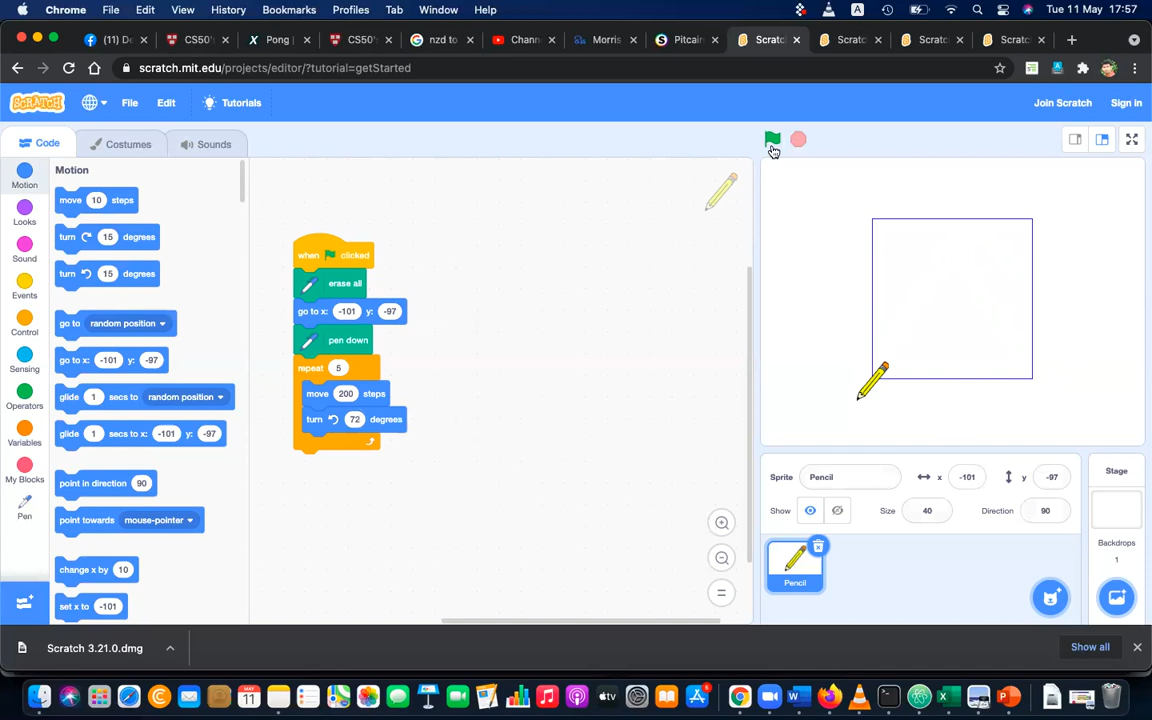 Chrome File Edit View History Bookmarks Profiles Tab Window Help A Tue 11 May 17:57
(11) De CS50's Pong CS50's nzd to Chann Morris Pitcair Scratc Scratc Scratc Scratc
scratch.mit.edu/projects/editor/?tutorial=getStarted
SCRATCH File Edit Tutorials Join Scratch Sign in
Code Costumes Sounds
Motion
Looks
Sound
Events
Control
Sensing
Operators
Variables
My Blocks
Pen
Motion
move 10 steps
turn 15 degrees
turn 15 degrees
go to random position
go to x: -101 y: -97
glide 1 secs to random position
glide 1 secs to x: -101 y: -97
point in direction 90
point towards mouse-pointer
change x by 10
set x to -101
when clicked
erase all
go to x: -101 y: -97
pen down
repeat 5
move 200 steps
turn 72 degrees
Sprite Pencil x -101 y -97
Show Size 40 Direction 90
Pencil
Stage
Backdrops
1
Scratch 3.21.0.dmg Show all
MAY
11
tv
W
X
P